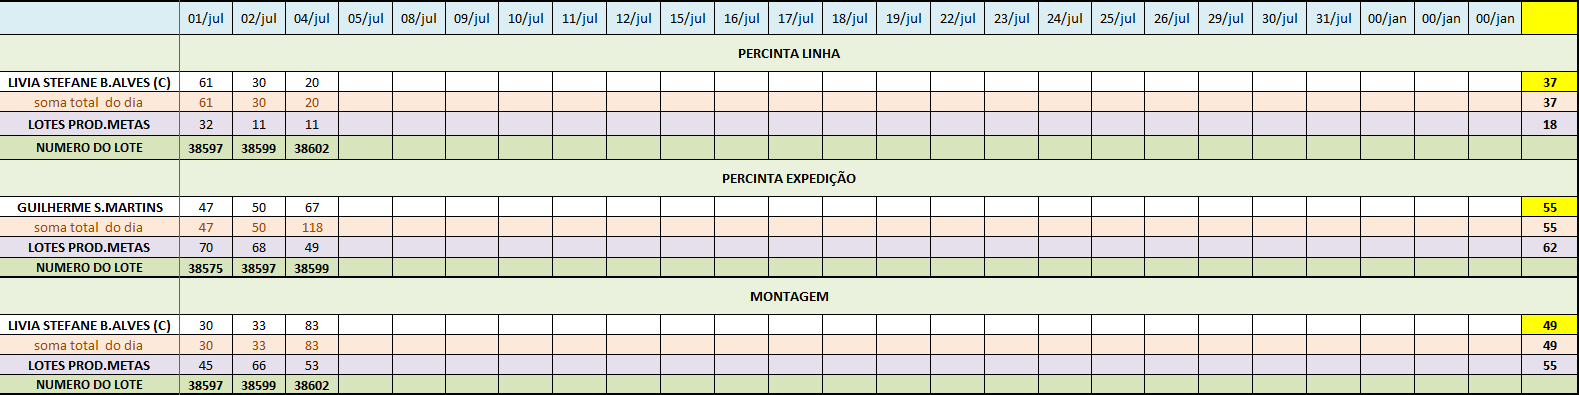 01/jul 02/jul 04/jul 05/jul 08/jul 09/jul 10/jul 11/jul 12/jul 15/jul 16/jul 17/jul 18/jul 19/jul 22/jul 23/jul 24/jul 25/jul 26/jul 29/jul 30/jul 31/jul 00/jan 00/jan 00/jan
PERCINTA LINHA
LIVIA STEFANE B.ALVES (C) 61 30 20 37
soma total do dia 61 30 20 37
LOTES PROD.METAS 32 11 11 18
NUMERO DO LOTE 38597 38599 38602
PERCINTA EXPEDIÇÃO
GUILHERME S.MARTINS 47 50 67 55
soma total do dia 47 50 118 55
LOTES PROD.METAS 70 68 49 62
NUMERO DO LOTE 38575 38597 38599
MONTAGEM
LIVIA STEFANE B.ALVES (C) 30 33 83 49
soma total do dia 30 33 83 49
LOTES PROD.METAS 45 66 53 55
NUMERO DO LOTE 38597 38599 38602